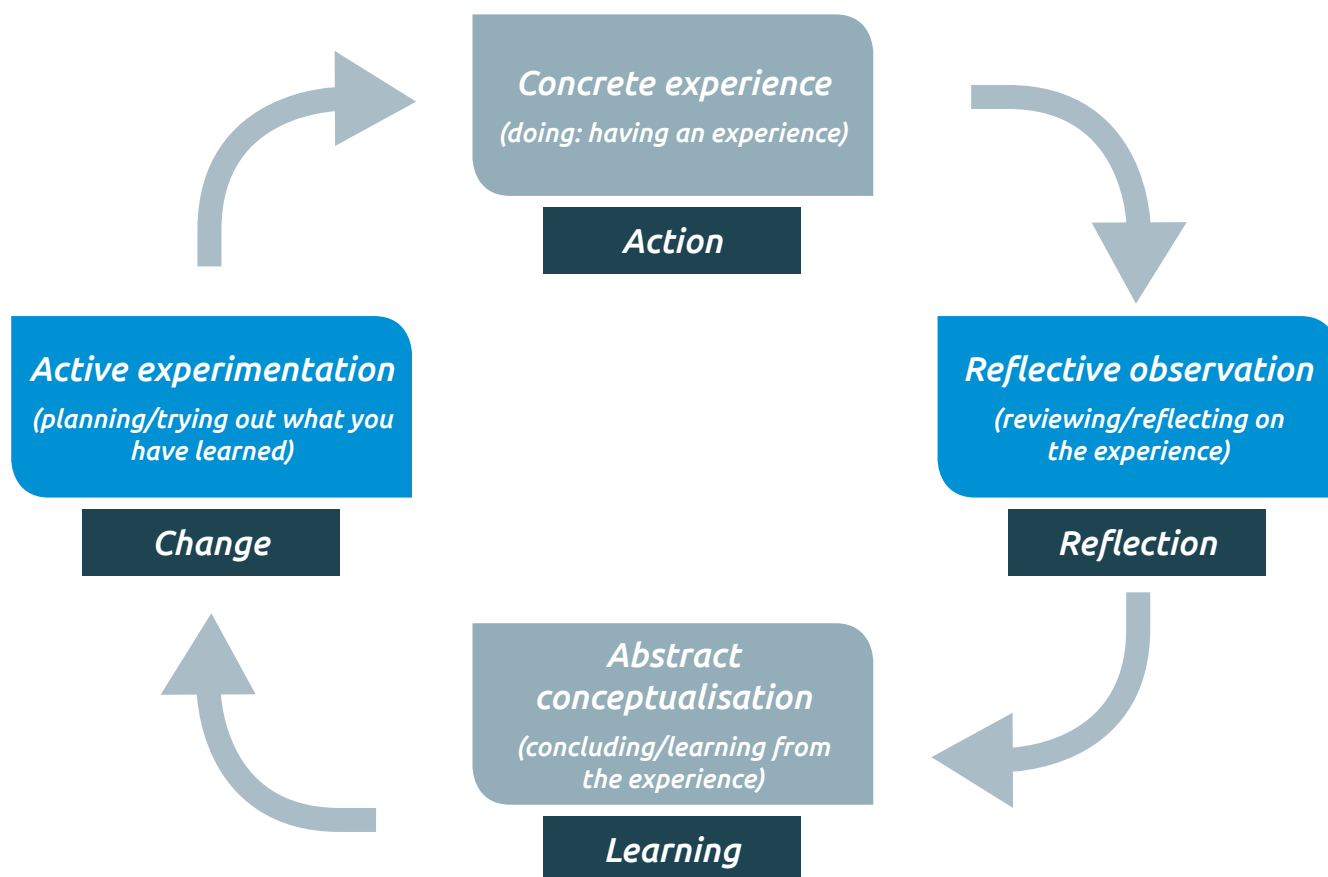 Concrete experience
(doing: having an experience)
Action
Reflective observation
(reviewing/reflecting on
the experience)
Reflection
Abstract
conceptualisation
(concluding/learning from
the experience)
Learning
Active experimentation
(planning/trying out what you
have learned)
Change